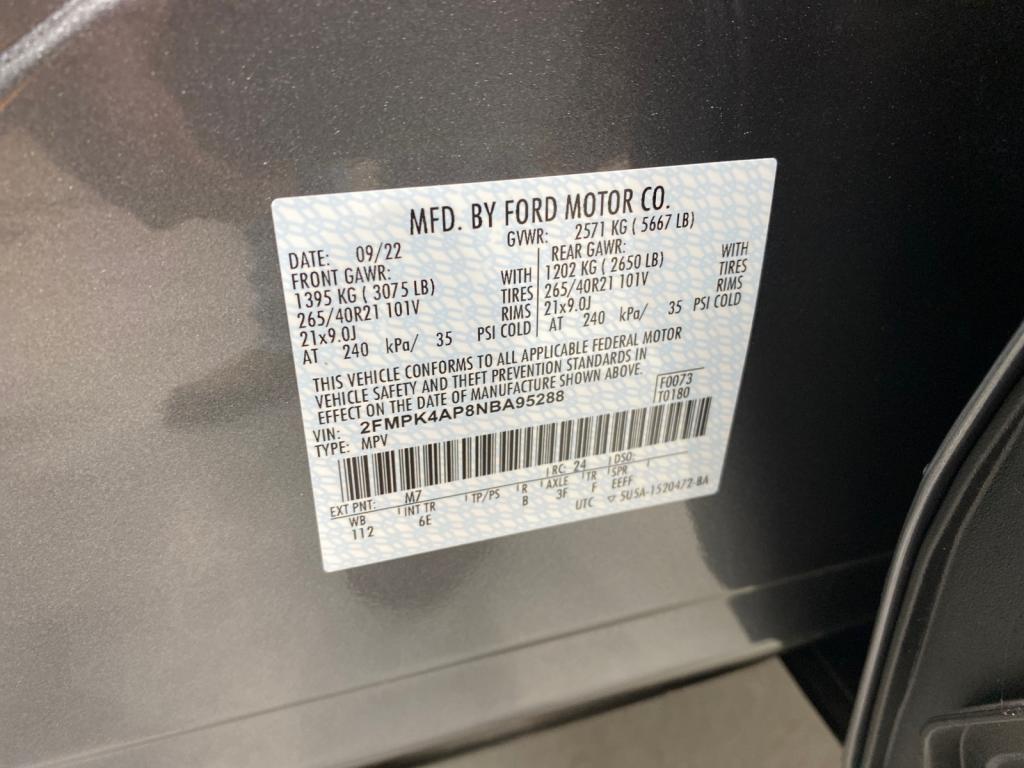 MFD. BY FORD MOTOR CO.
DATE: 09/22 GVWR: 2571 KG ( 5667 LB)
FRONT GAWR: REAR GAWR:
1395 KG ( 3075 LB) WITH 1202 KG ( 2650 LB) WITH
265/40R21 101V TIRES 265/40R21 101V TIRES
21x9.0J RIMS 21x9.0J RIMS
AT 240 kPa/ 35 PSI COLD AT 240 kPa/ 35 PSI COLD
THIS VEHICLE CONFORMS TO ALL APPLICABLE FEDERAL MOTOR
VEHICLE SAFETY AND THEFT PREVENTION STANDARDS IN
EFFECT ON THE DATE OF MANUFACTURE SHOWN ABOVE.
VIN: 2FMPK4AP8NBA95288 F0073
TYPE: MPV T0180
EXT PNT: M7 RC: 24 DSO:
WB INT TR TP/PS R AXLE TR SPR
112 6E B 3F F EEFF
UTC ▽ 5U5A-15204/2-BA